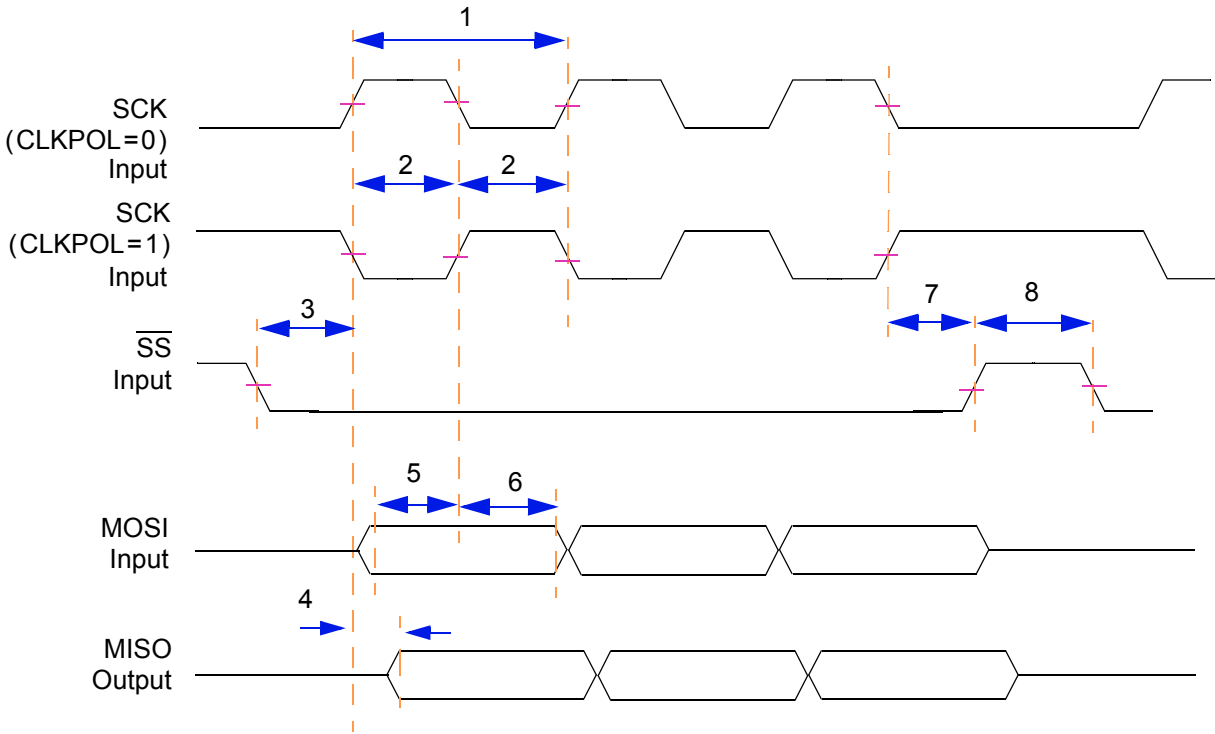 1
SCK
(CLKPOL=0)
Input
2 2
SCK
(CLKPOL=1)
Input
3
7 8
SS
Input
5 6
MOSI
Input
4
MISO
Output